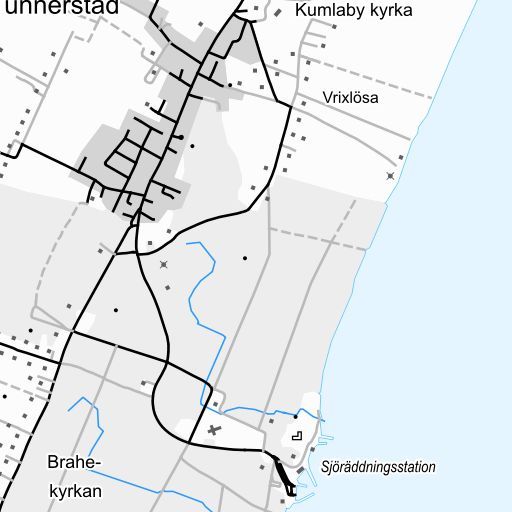 unnerstad
Kumlaby kyrka
Vrixlösa
Brahe-
kyrkan
Sjöräddningsstation